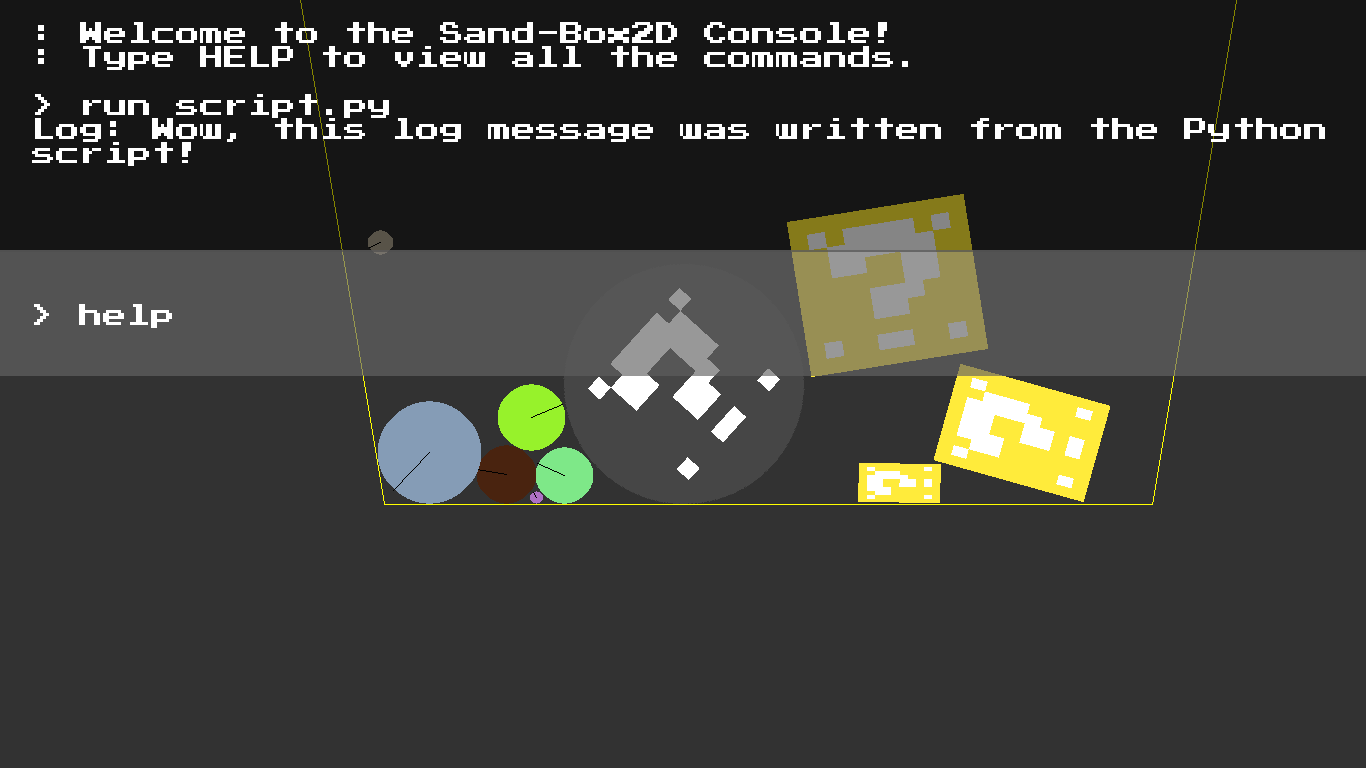 : Welcome to the Sand-Box2D Console!
: Type HELP to view all the commands.
> run script.py
Log: Wow, this log message was written from the Python
script!
> help